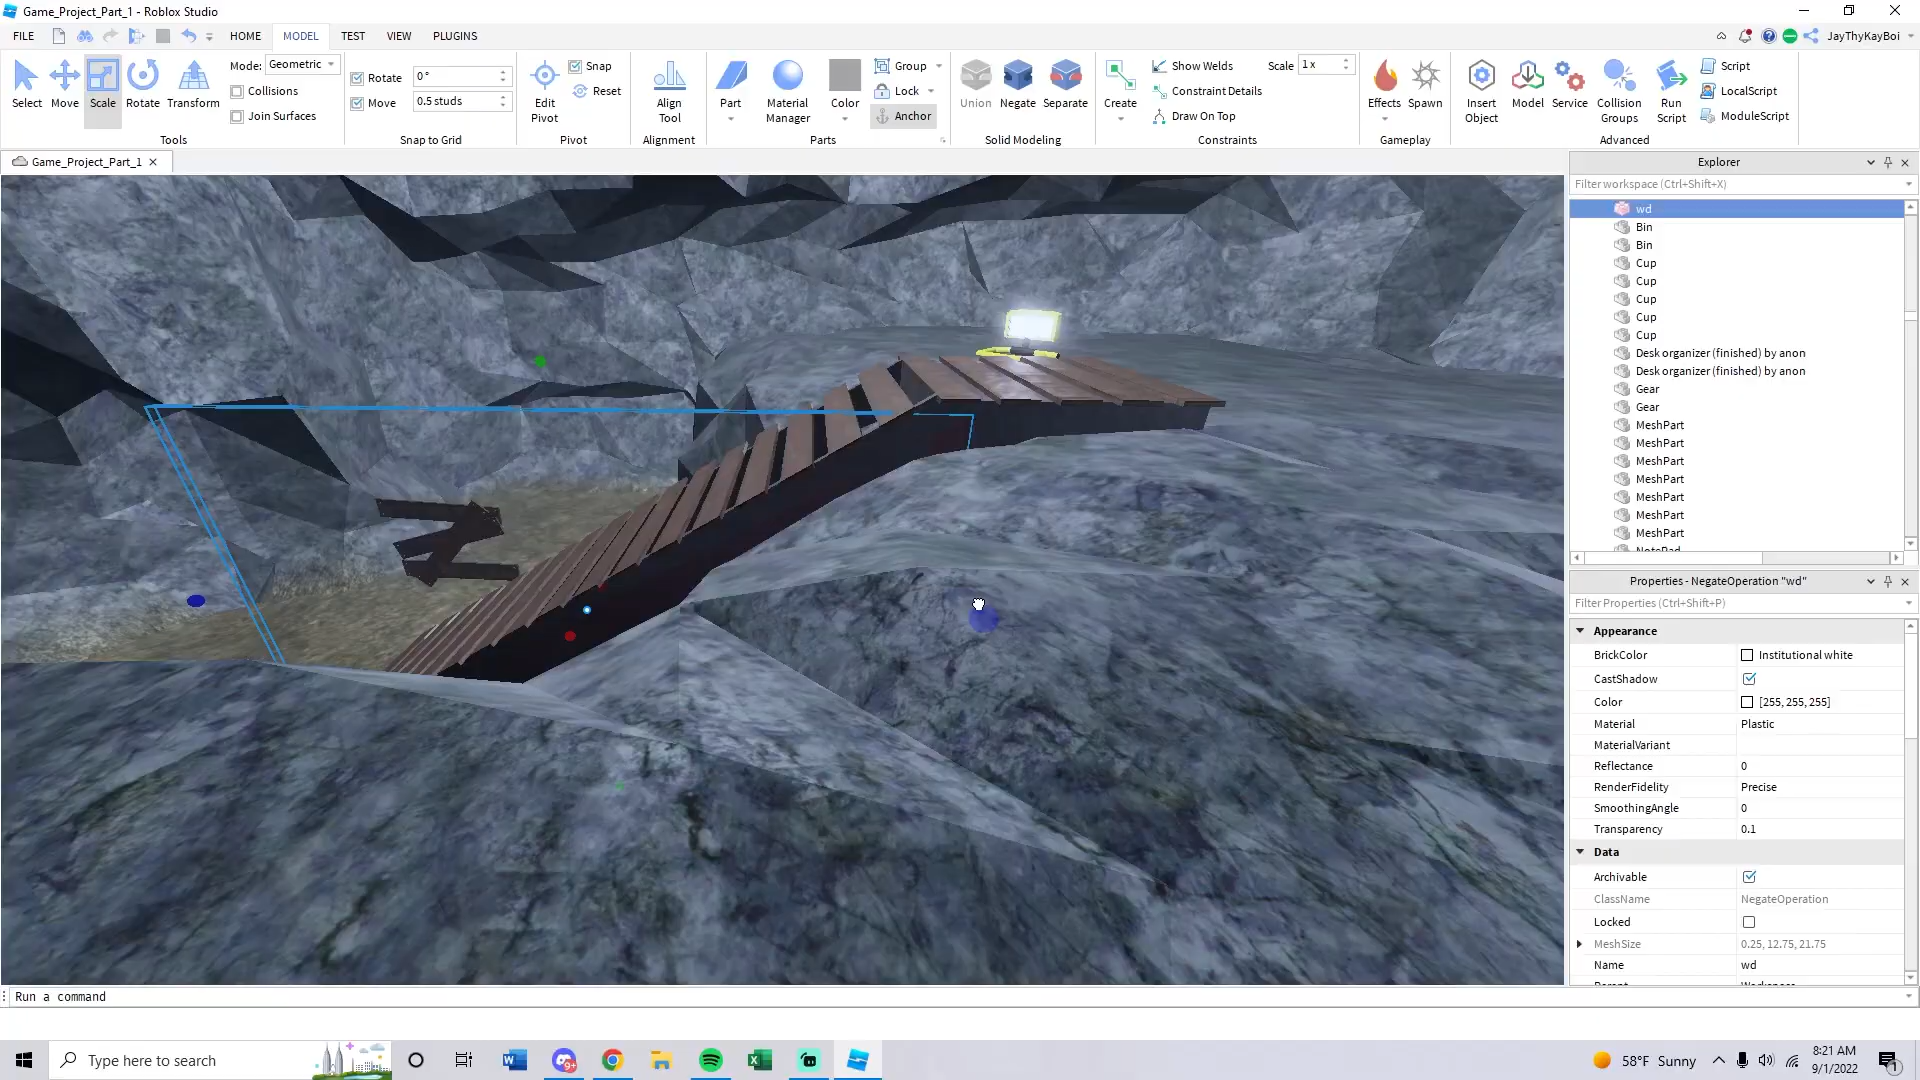 Game_Project_Part_1 - Roblox Studio
FILE HOME MODEL TEST VIEW PLUGINS JayThyKayBoi
Select Move Scale Rotate Transform
Mode: Geometric
Collisions
Join Surfaces
Tools
Rotate 0 °
Move 0.5 studs
Snap to Grid
Edit Pivot
Snap
Reset
Pivot
Align Tool
Alignment
Part Material Manager Color
Group
Lock
Anchor
Parts
Union Negate Separate
Solid Modeling
Create
Show Welds Scale 1 x
Constraint Details
Draw On Top
Constraints
Effects Spawn
Gameplay
Insert Object Model Service Collision Groups Run Script
Script
LocalScript
ModuleScript
Advanced
Game_Project_Part_1
Explorer
Filter workspace (Ctrl+Shift+X)
wd
Bin
Bin
Cup
Cup
Cup
Cup
Cup
Desk organizer (finished) by anon
Desk organizer (finished) by anon
Gear
Gear
MeshPart
MeshPart
MeshPart
MeshPart
MeshPart
MeshPart
MeshPart
NotePad
Properties - NegateOperation "wd"
Filter Properties (Ctrl+Shift+P)
Appearance
BrickColor Institutional white
CastShadow
Color [255, 255, 255]
Material Plastic
MaterialVariant
Reflectance 0
RenderFidelity Precise
SmoothingAngle 0
Transparency 0.1
Data
Archivable
ClassName NegateOperation
Locked
MeshSize 0.25, 12.75, 21.75
Name wd
Parent Workspace
Run a command
Type here to search
58°F Sunny
8:21 AM
9/1/2022